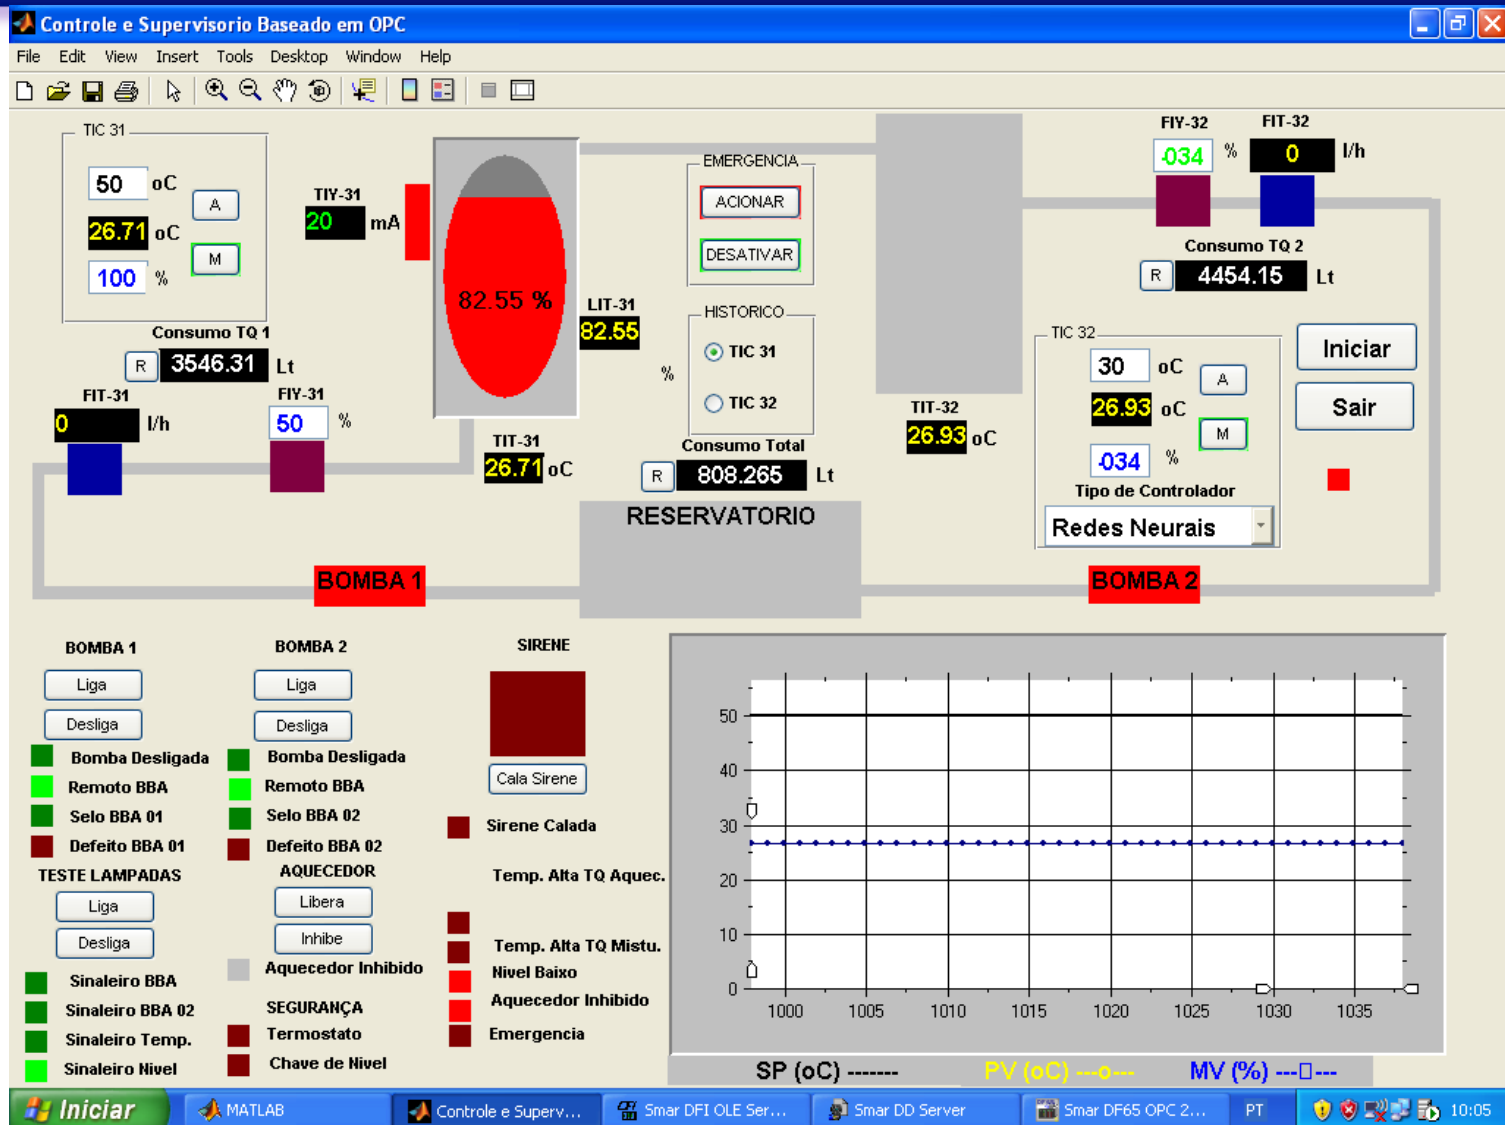 Controle e Supervisorio Baseado em OPC
File Edit View Insert Tools Desktop Window Help
TIC 31
50 oC
A
26.71 oC
M
100 %
Consumo TQ 1
R 3546.31 Lt
FIT-31
0 l/h
FIY-31
50 %
TIY-31
20 mA
82.55 %
LIT-31
82.55
%
TIT-31
26.71 oC
EMERGENCIA
ACIONAR
DESATIVAR
HISTORICO
TIC 31
TIC 32
Consumo Total
R 808.265 Lt
RESERVATORIO
TIT-32
26.93 oC
FIY-32
-034 %
FIT-32
0 l/h
Consumo TQ 2
R 4454.15 Lt
TIC 32
30 oC
A
26.93 oC
M
-034 %
Tipo de Controlador
Redes Neurais
Iniciar
Sair
BOMBA 1
BOMBA 2
BOMBA 1
Liga
Desliga
Bomba Desligada
Remoto BBA
Selo BBA 01
Defeito BBA 01
TESTE LAMPADAS
Liga
Desliga
Sinaleiro BBA
Sinaleiro BBA 02
Sinaleiro Temp.
Sinaleiro Nivel
BOMBA 2
Liga
Desliga
Bomba Desligada
Remoto BBA
Selo BBA 02
Defeito BBA 02
AQUECEDOR
Libera
Inhibe
Aquecedor Inhibido
SEGURANÇA
Termostato
Chave de Nivel
SIRENE
Cala Sirene
Sirene Calada
Temp. Alta TQ Aquec.
Temp. Alta TQ Mistu.
Nivel Baixo
Aquecedor Inhibido
Emergencia
50
40
30
20
10
0
1000 1005 1010 1015 1020 1025 1030 1035
SP (oC) -------
PV (oC) ---o---
MV (%) ---□---
Iniciar
MATLAB
Controle e Superv...
Smar DFI OLE Ser...
Smar DD Server
Smar DF65 OPC 2...
PT
10:05